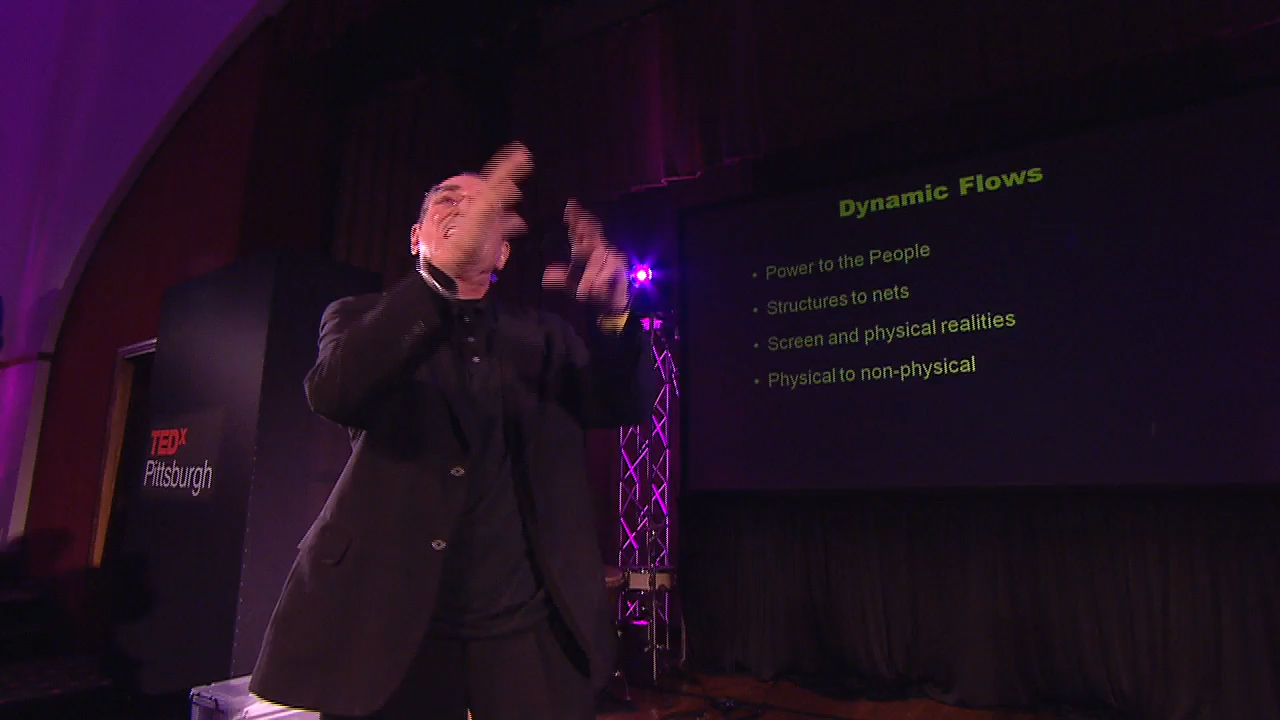 TEDx
Pittsburgh
Dynamic Flows
• Power to the People
• Structures to nets
• Screen and physical realities
• Physical to non-physical